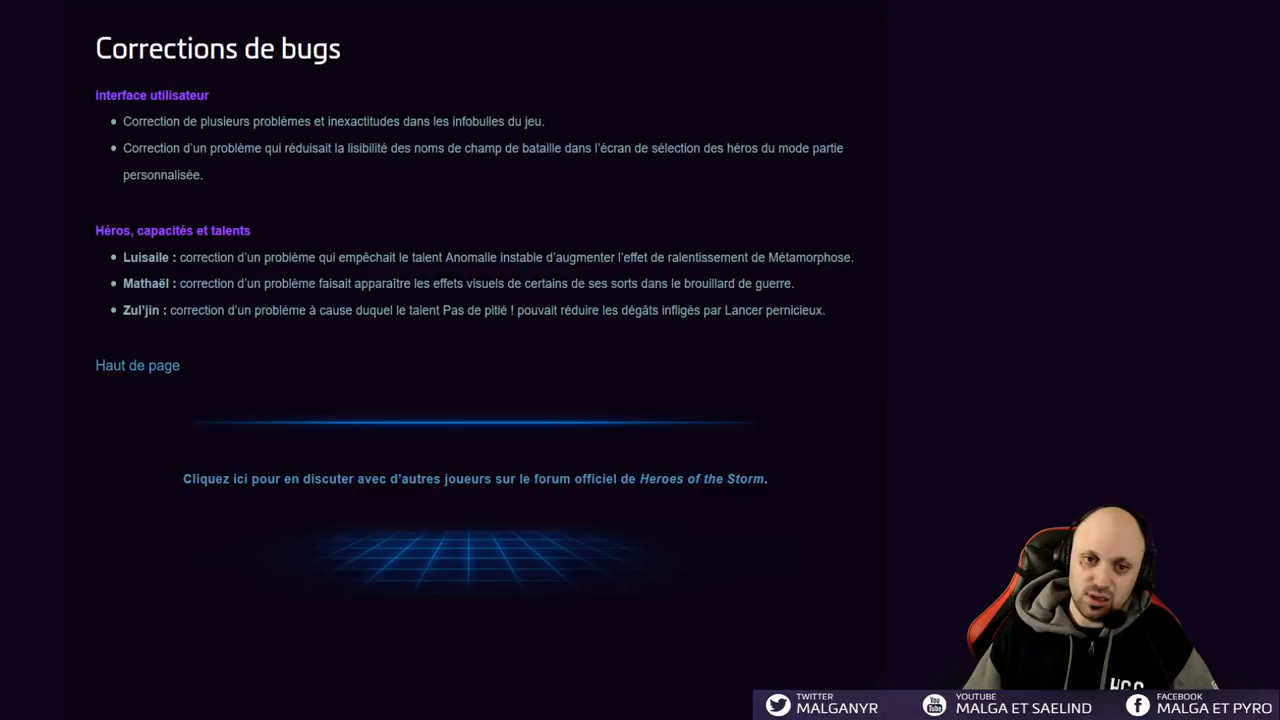 Corrections de bugs
Interface utilisateur
• Correction de plusieurs problèmes et inexactitudes dans les infobulles du jeu.
• Correction d'un problème qui réduisait la lisibilité des noms de champ de bataille dans l'écran de sélection des héros du mode partie
personnalisée.
Héros, capacités et talents
• Luisaile : correction d'un problème qui empêchait le talent Anomalie instable d'augmenter l'effet de ralentissement de Métamorphose.
• Mathaël : correction d'un problème faisait apparaître les effets visuels de certains de ses sorts dans le brouillard de guerre.
• Zul'jin : correction d'un problème à cause duquel le talent Pas de pitié ! pouvait réduire les dégâts infligés par Lancer pernicieux.
Haut de page
Cliquez ici pour en discuter avec d'autres joueurs sur le forum officiel de Heroes of the Storm.
TWITTER
MALGANYR
You Tube
YOUTUBE
MALGA ET SAELIND
FACEBOOK
MALGA ET PYRO